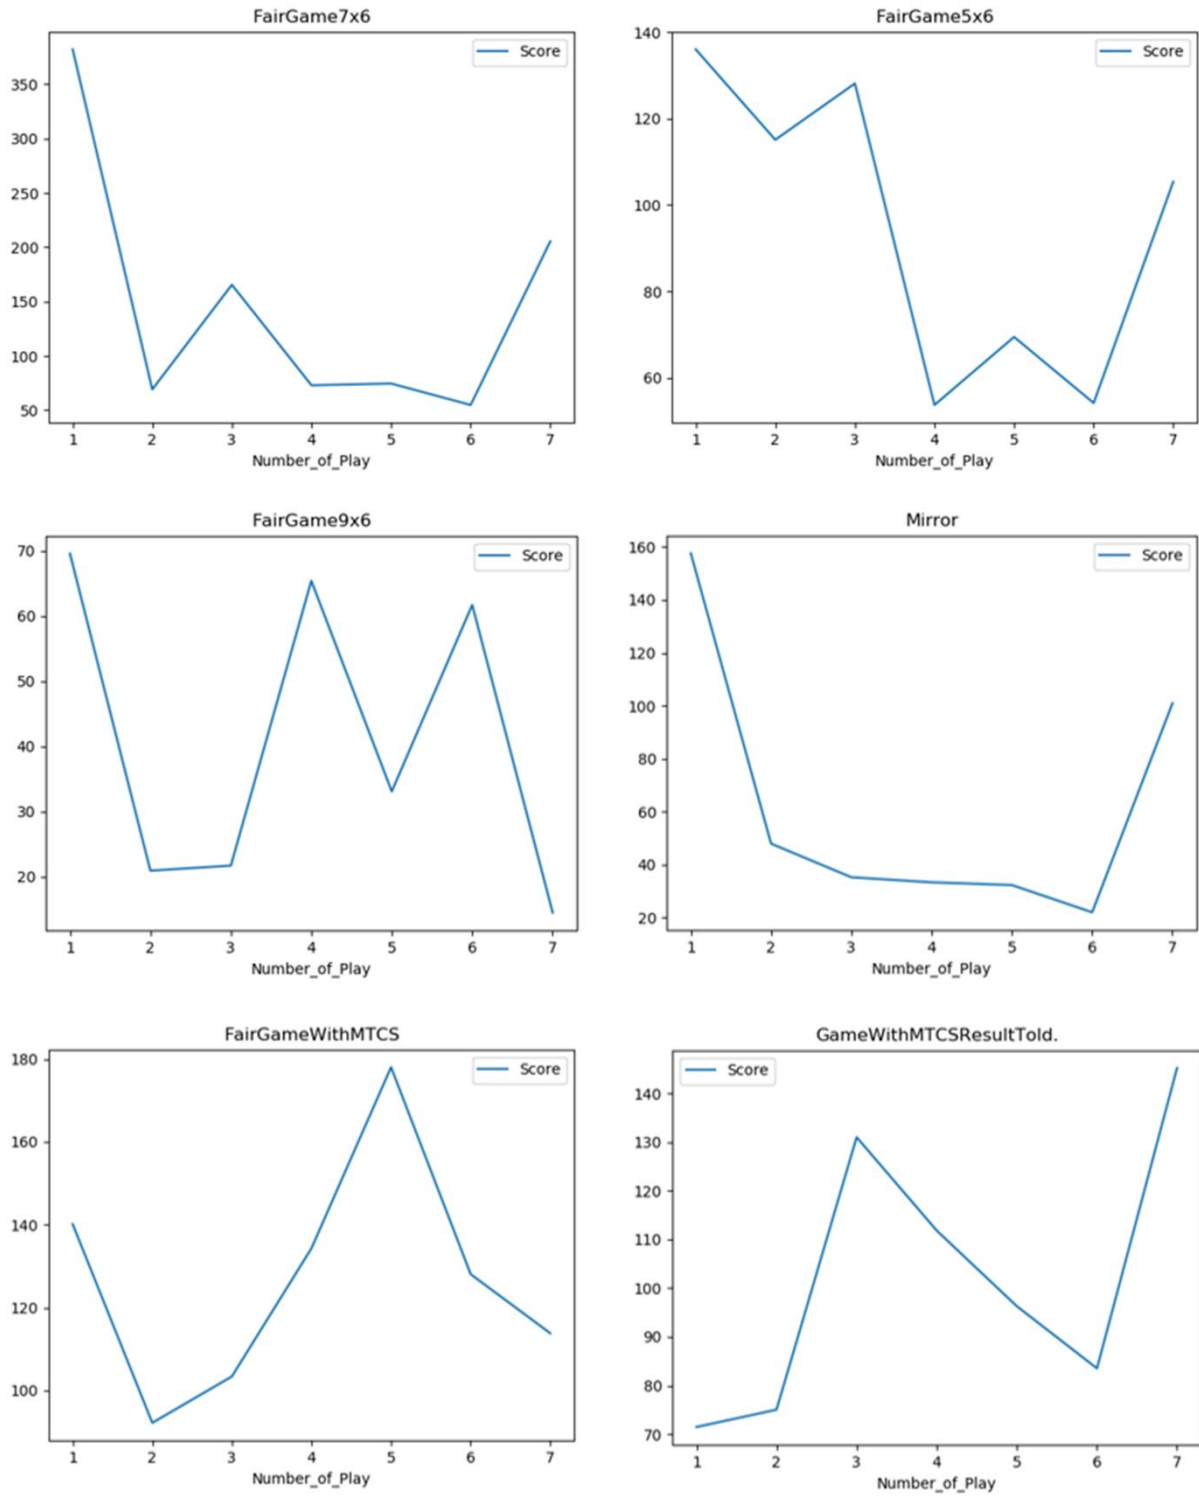 FairGame7x6
Score
350
300
250
200
150
100
50
1 2 3 4 5 6 7
Number_of_Play
FairGame5x6
Score
140
120
100
80
60
1 2 3 4 5 6 7
Number_of_Play
FairGame9x6
Score
70
60
50
40
30
20
1 2 3 4 5 6 7
Number_of_Play
Mirror
Score
160
140
120
100
80
60
40
20
1 2 3 4 5 6 7
Number_of_Play
FairGameWithMTCS
Score
180
160
140
120
100
1 2 3 4 5 6 7
Number_of_Play
GameWithMTCSResultTold.
Score
140
130
120
110
100
90
80
70
1 2 3 4 5 6 7
Number_of_Play